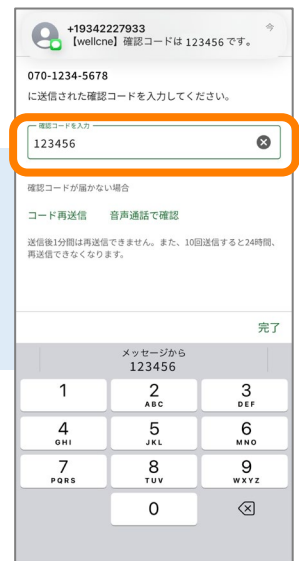 +19342227933
今
【wellcne】確認コードは 123456 です。
070-1234-5678
に送信された確認コードを入力してください。
確認コードを入力
123456
確認コードが届かない場合
コード再送信 音声通話で確認
送信後1分間は再送信できません。また、10回送信すると24時間、
再送信できなくなります。
完了
メッセージから
123456
1 2 3
ABC DEF
4 5 6
GHI JKL MNO
7 8 9
PQRS TUV WXYZ
0